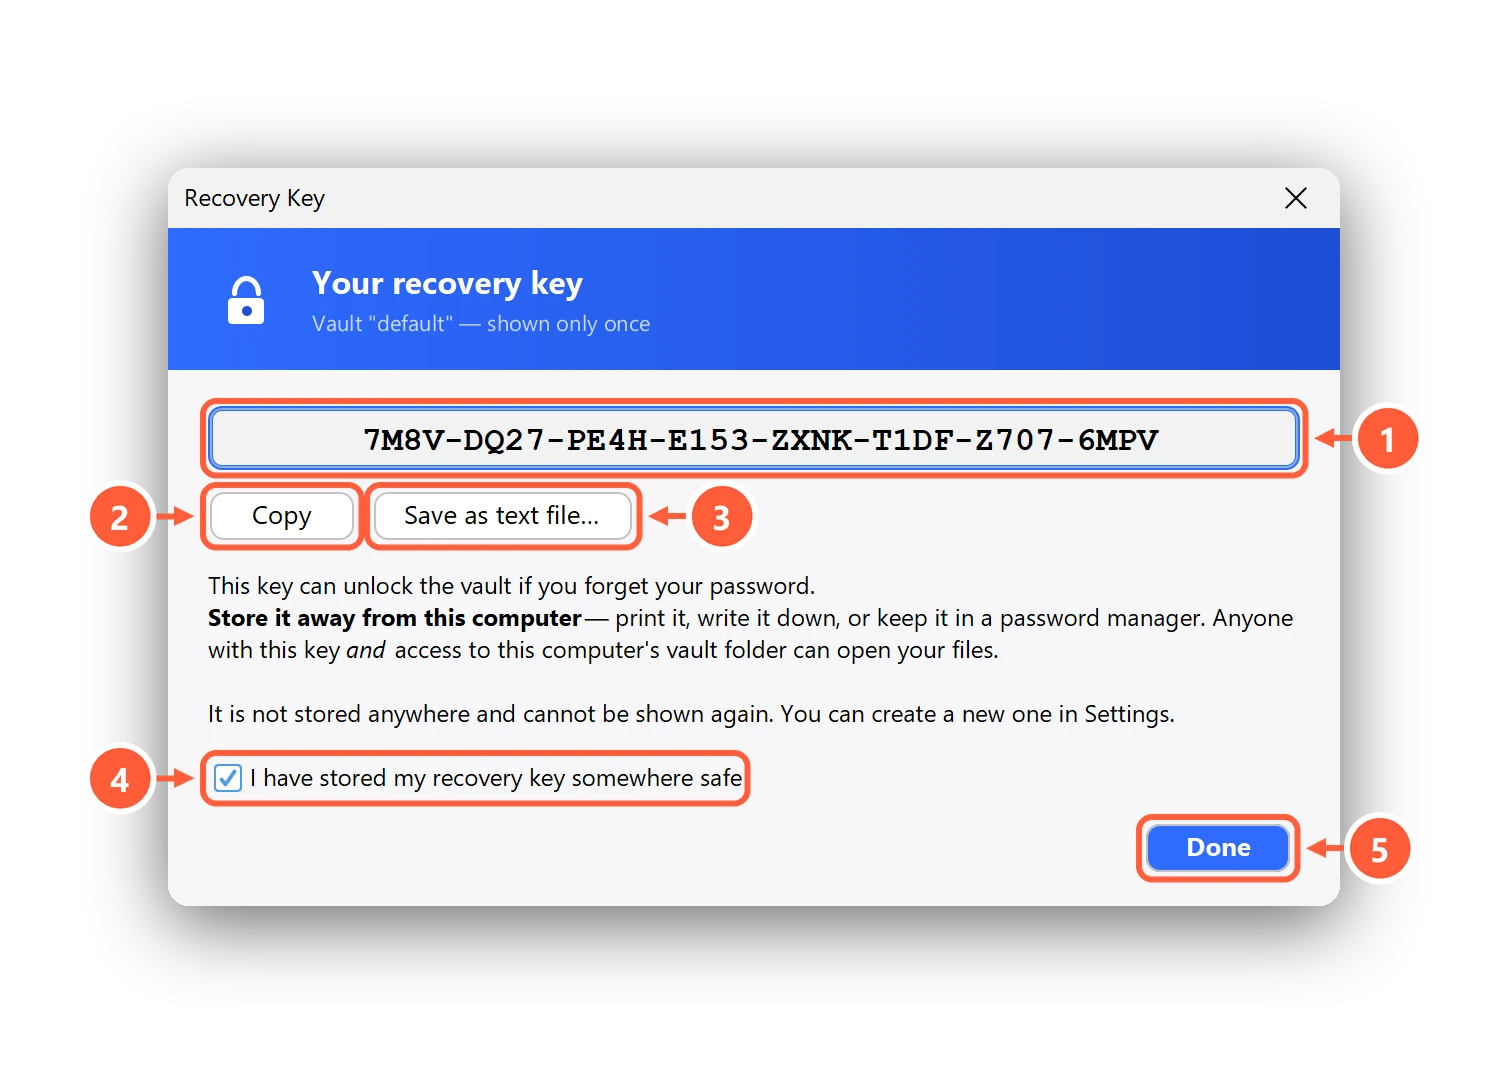 Recovery Key
Your recovery key
Vault "default" — shown only once
7M8V-DQ27-PE4H-E153-ZXNK-T1DF-Z707-6MPV
1
2
Copy
Save as text file...
3
This key can unlock the vault if you forget your password.
Store it away from this computer — print it, write it down, or keep it in a password manager. Anyone
with this key and access to this computer's vault folder can open your files.
It is not stored anywhere and cannot be shown again. You can create a new one in Settings.
4
I have stored my recovery key somewhere safe
Done
5